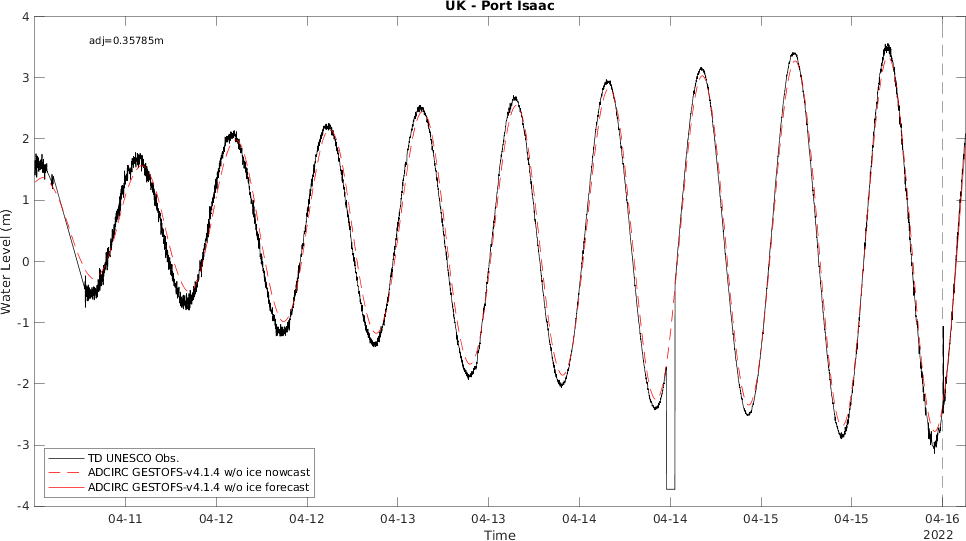 UK - Port Isaac
adj=0.35785m
4
3
2
1
0
-1
-2
-3
-4
Water Level (m)
TD UNESCO Obs.
ADCIRC GESTOFS-v4.1.4 w/o ice nowcast
ADCIRC GESTOFS-v4.1.4 w/o ice forecast
04-11 04-12 04-12 04-13 04-13 04-14 04-14 04-15 04-15 04-16
2022
Time